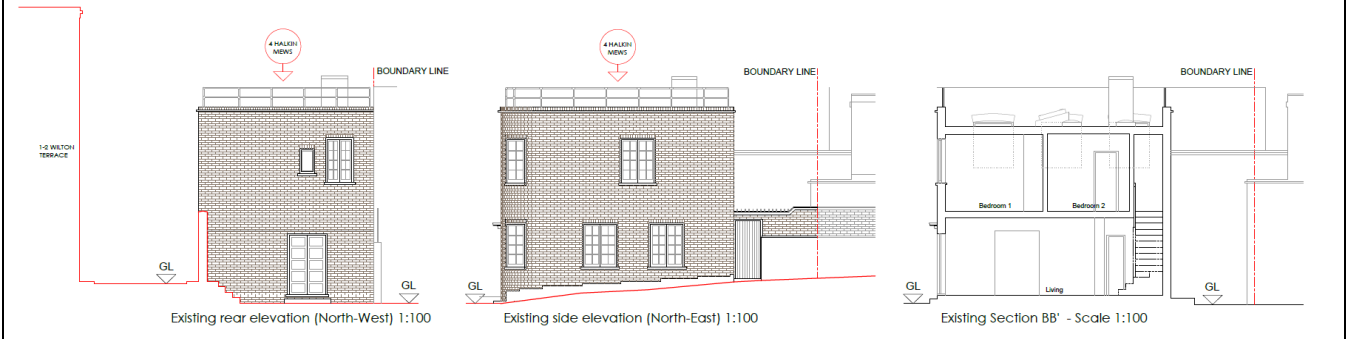 4 HALKIN
MEWS
BOUNDARY LINE
1-2 WILTON
TERRACE
GL
GL
Existing rear elevation (North-West) 1:100
4 HALKIN
MEWS
BOUNDARY LINE
GL
Existing side elevation (North-East) 1:100
BOUNDARY LINE
Bedroom 1
Bedroom 2
Living
GL
GL
Existing Section BB' - Scale 1:100